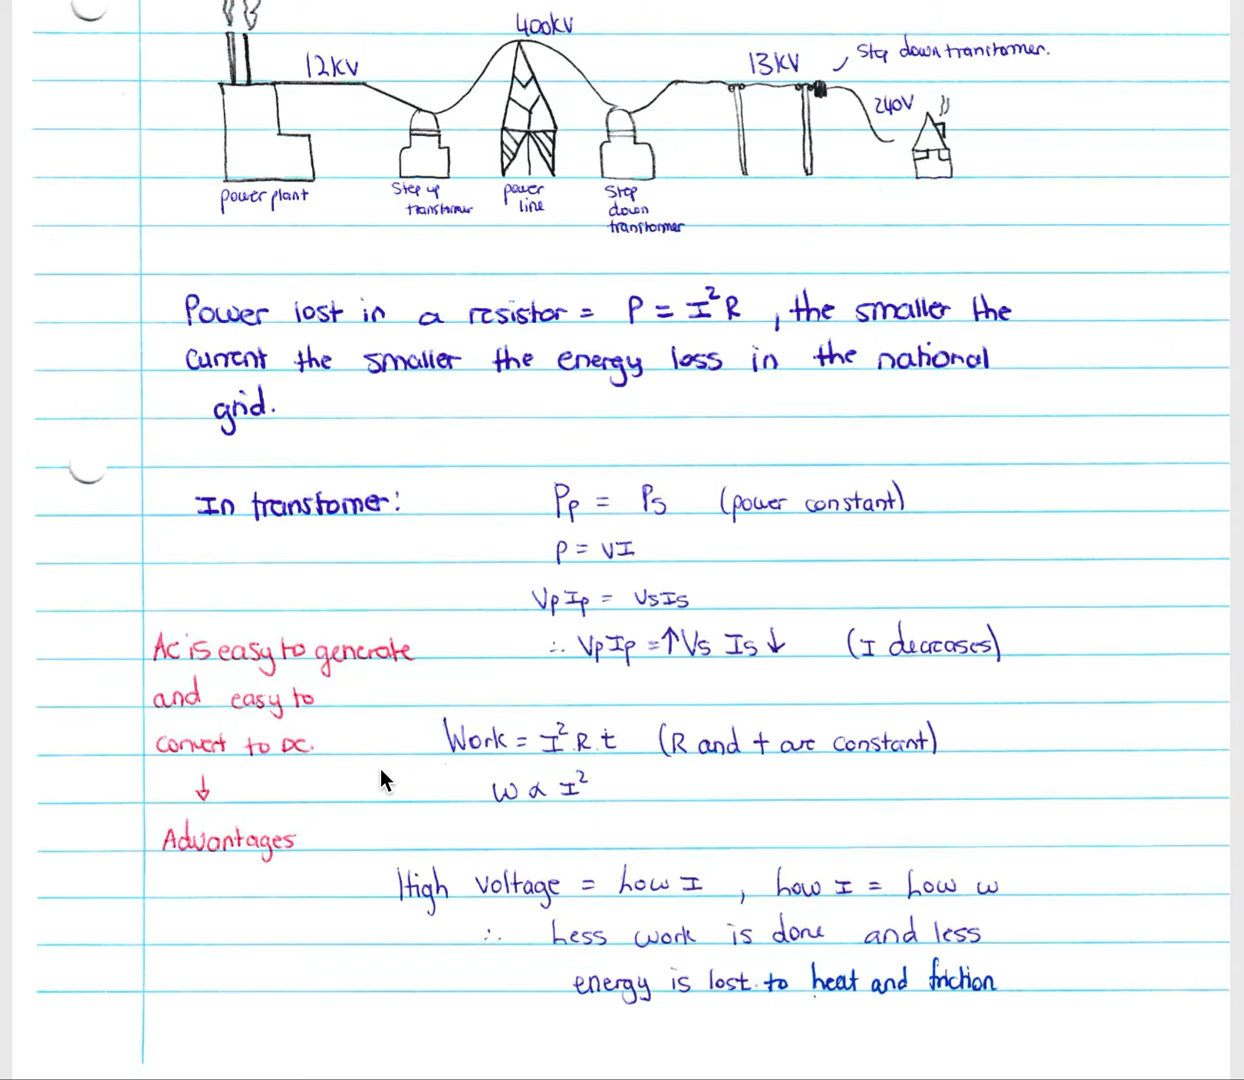 400kV
12kV
13kV
Step down transformer.
240V
power plant
Step up
transformer
power
line
Step
down
transformer
Power lost in a resistor = P = I²R , the smaller the
current the smaller the energy loss in the national
grid.
In transfomer:
Pp = Ps (power constant)
P = VI
VpIp = VsIs
∴ VpIp = ↑Vs Is ↓ (I decreases)
Ac is easy to generate
and easy to
convert to DC.
↓
Advantages
Work = I² R t (R and t are constant)
W ∝ I²
High voltage = Low I , Low I = Low W
∴ Less work is done and less
energy is lost to heat and friction